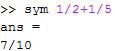 >> sym 1/2+1/5
ans =
7/10